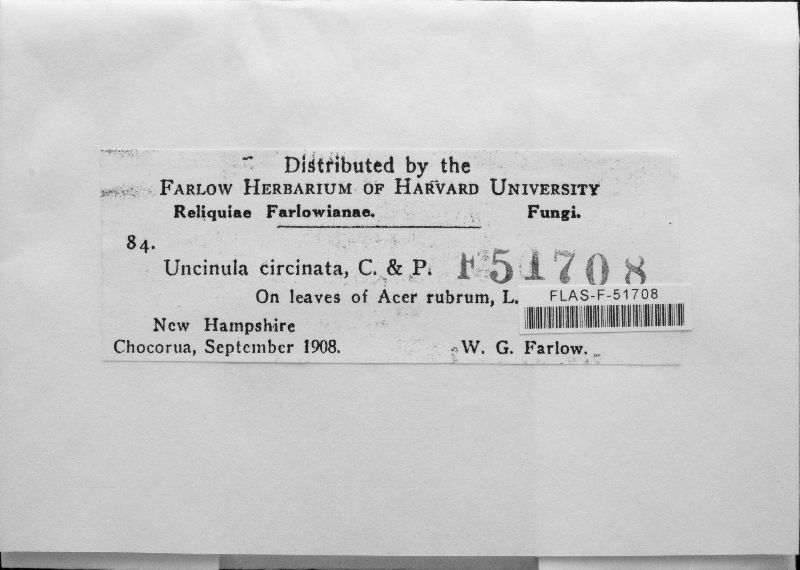 Distributed by the
FARLOW HERBARIUM OF HARVARD UNIVERSITY
Reliquiae Farlowianae. Fungi.
84.
Uncinula circinata, C. & P. F51708
On leaves of Acer rubrum, L.
FLAS-F-51708
New Hampshire
Chocorua, September 1908. W. G. Farlow.